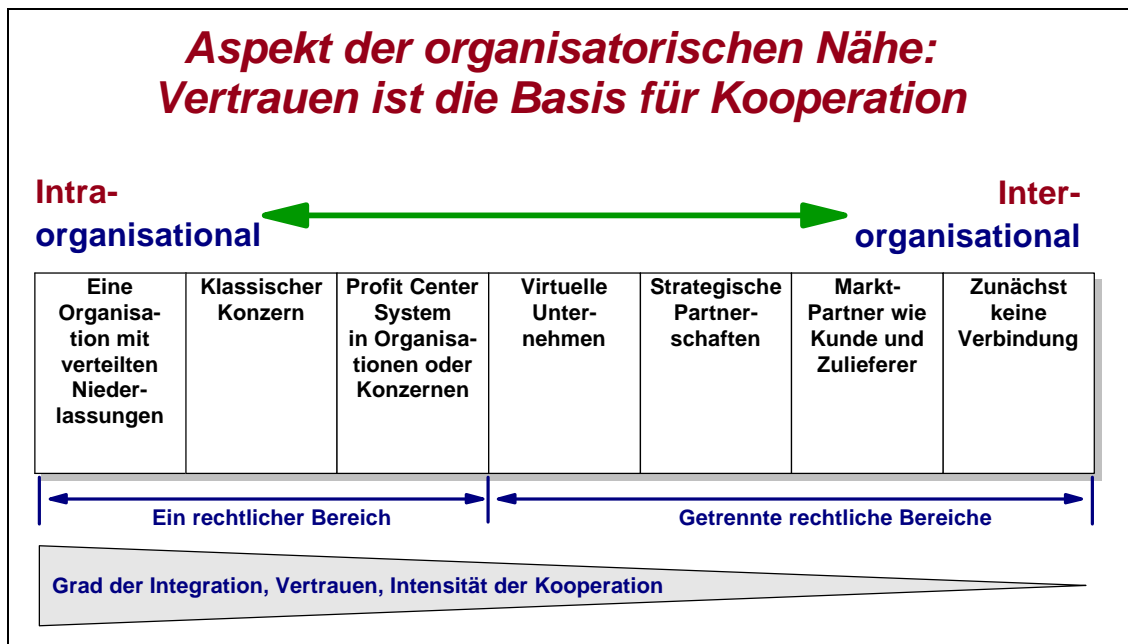 Aspekt der organisatorischen Nähe:
Vertrauen ist die Basis für Kooperation
Intra-
organisational
Inter-
organisational
Eine
Organisa-
tion mit
verteilten
Nieder-
lassungen
Klassischer
Konzern
Profit Center
System
in Organisa-
tionen oder
Konzernen
Virtuelle
Unter-
nehmen
Strategische
Partner-
schaften
Markt-
Partner wie
Kunde und
Zulieferer
Zunächst
keine
Verbindung
Ein rechtlicher Bereich
Getrennte rechtliche Bereiche
Grad der Integration, Vertrauen, Intensität der Kooperation